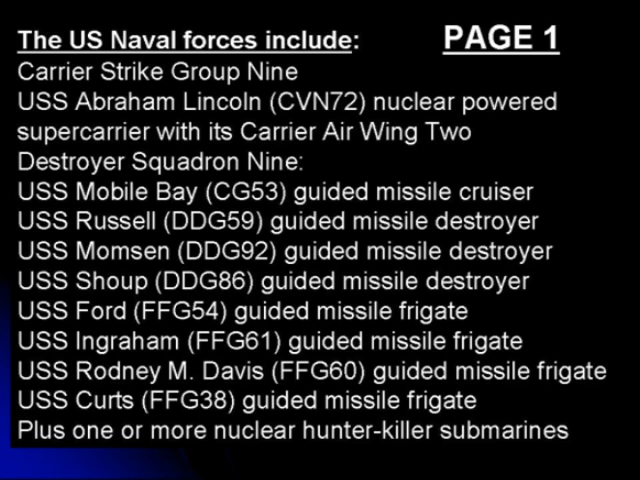 The US Naval forces include: PAGE 1
Carrier Strike Group Nine
USS Abraham Lincoln (CVN72) nuclear powered
supercarrier with its Carrier Air Wing Two
Destroyer Squadron Nine:
USS Mobile Bay (CG53) guided missile cruiser
USS Russell (DDG59) guided missile destroyer
USS Momsen (DDG92) guided missile destroyer
USS Shoup (DDG86) guided missile destroyer
USS Ford (FFG54) guided missile frigate
USS Ingraham (FFG61) guided missile frigate
USS Rodney M. Davis (FFG60) guided missile frigate
USS Curts (FFG38) guided missile frigate
Plus one or more nuclear hunter-killer submarines